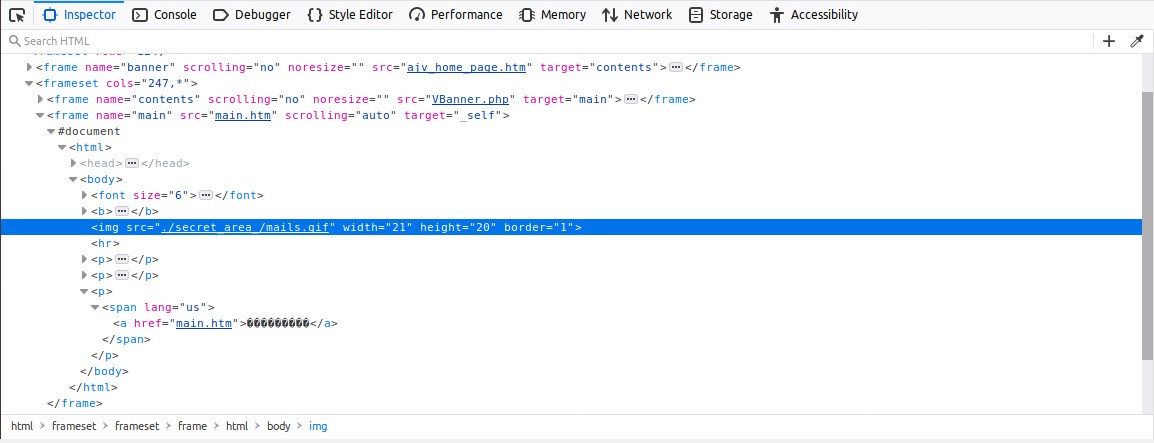 Inspector Console Debugger Style Editor Performance Memory Network Storage Accessibility
Search HTML
<frame name="banner" scrolling="no" noresize="" src="ajv_home_page.htm" target="contents"></frame>
<frameset cols="247,*">
<frame name="contents" scrolling="no" noresize="" src="VBanner.php" target="main"></frame>
<frame name="main" src="main.htm" scrolling="auto" target="_self">
#document
<html>
<head></head>
<body>
<font size="6"></font>
<b></b>
<img src="./secret_area_/mails.gif" width="21" height="20" border="1">
<hr>
<p></p>
<p></p>
<p>
<span lang="us">
<a href="main.htm">���������</a>
</span>
</p>
</body>
</html>
</frame>
html > frameset > frameset > frame > html > body > img